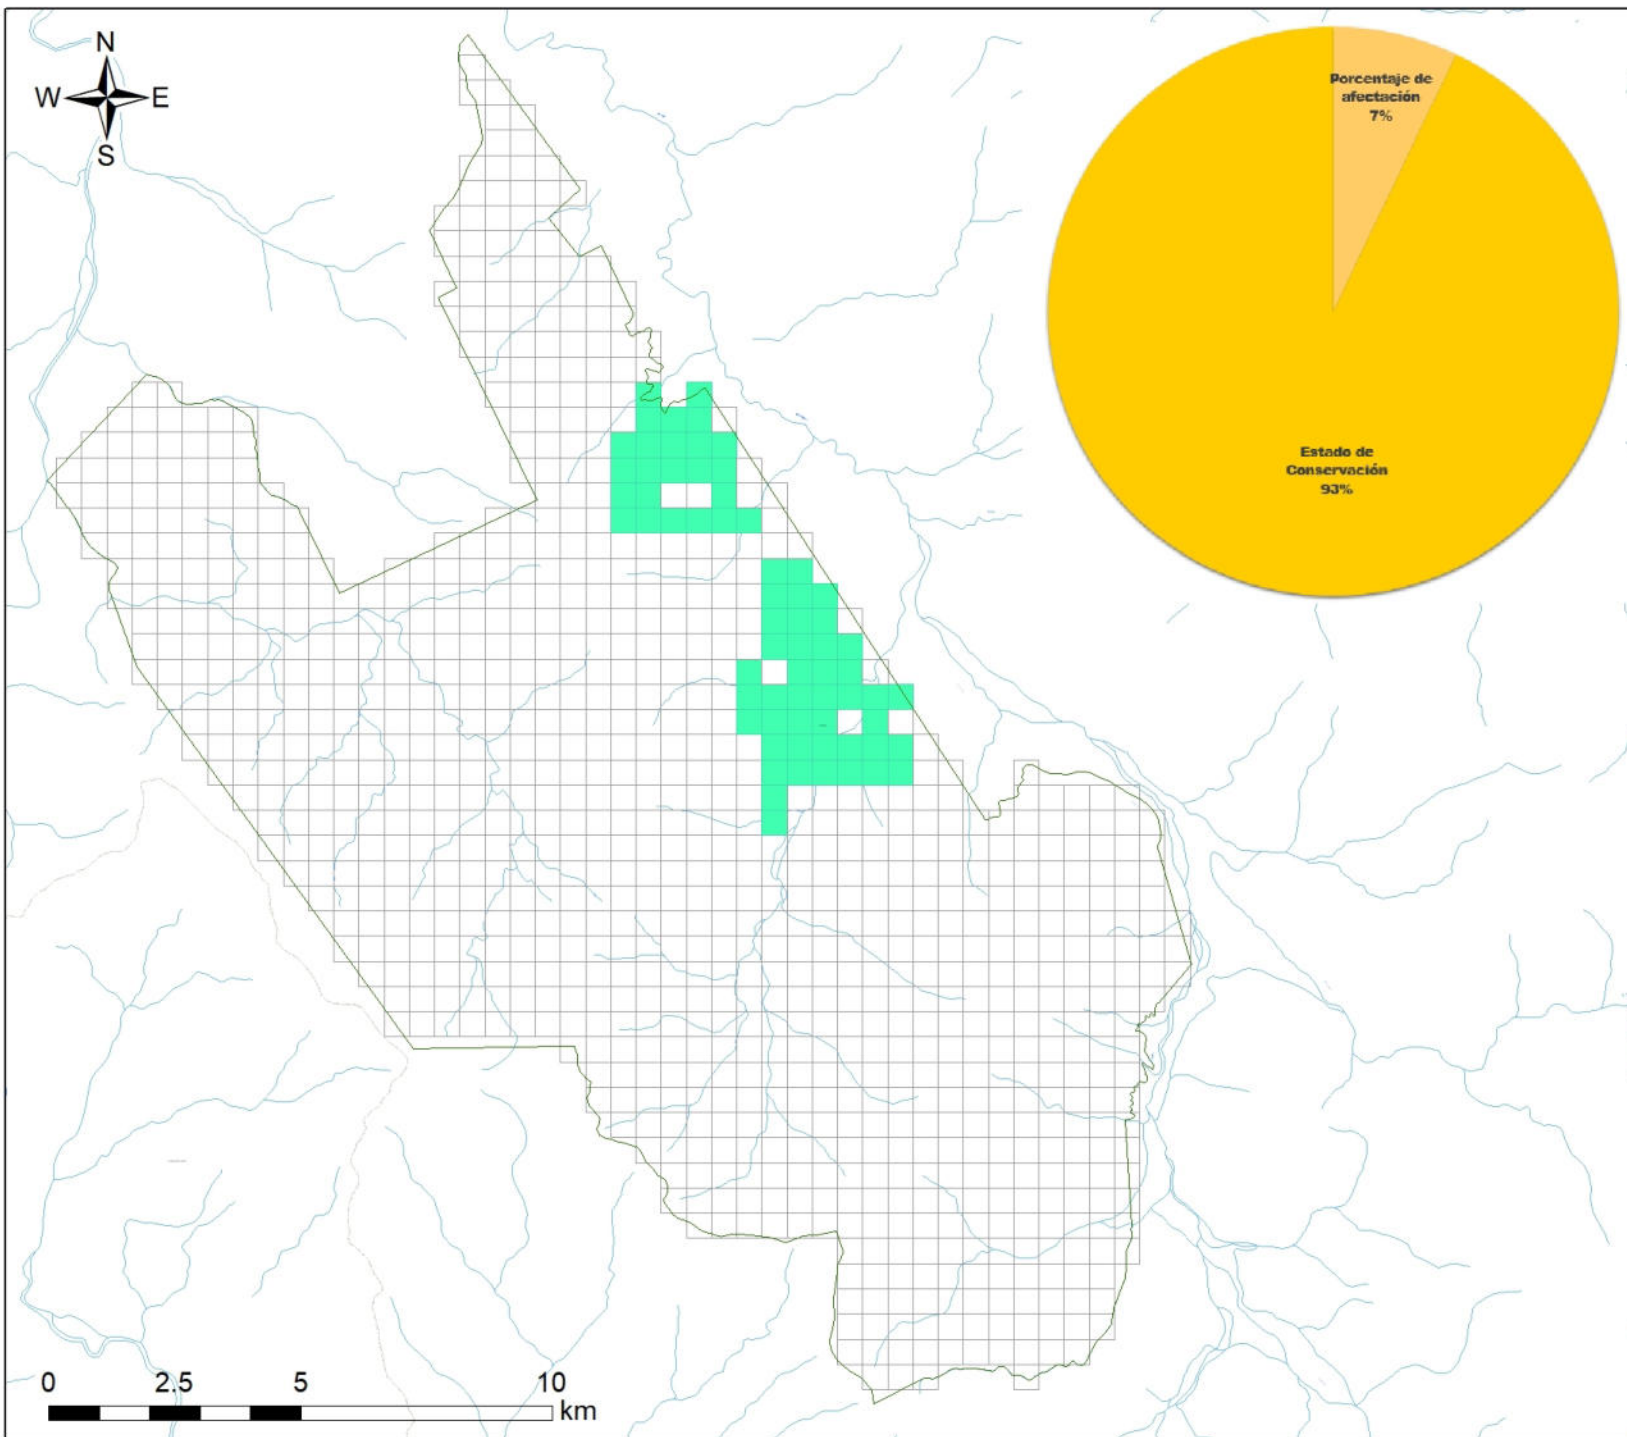 N
W E
S
Porcentaje de
afectación
7%
Estado de
Conservación
93%
0 2.5 5 10
km